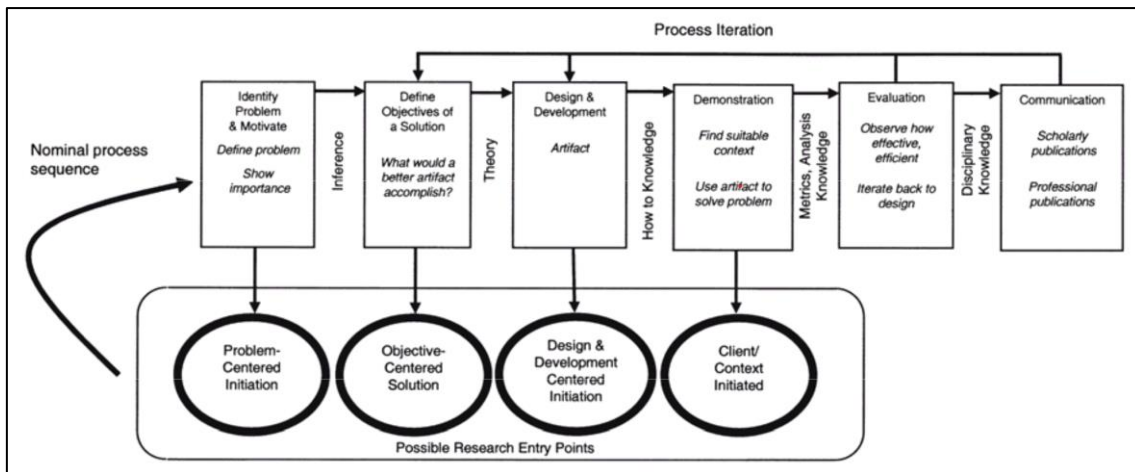 Process Iteration
Nominal process
sequence
Identify
Problem
& Motivate
Define problem
Show
importance
Inference
Define
Objectives of
a Solution
What would a
better artifact
accomplish?
Theory
Design &
Development
Artifact
How to Knowledge
Demonstration
Find suitable
context
Use artifact to
solve problem
Metrics, Analysis
Knowledge
Evaluation
Observe how
effective,
efficient
Iterate back to
design
Disciplinary
Knowledge
Communication
Scholarly
publications
Professional
publications
Problem-
Centered
Initiation
Objective-
Centered
Solution
Design &
Development
Centered
Initiation
Client/
Context
Initiated
Possible Research Entry Points